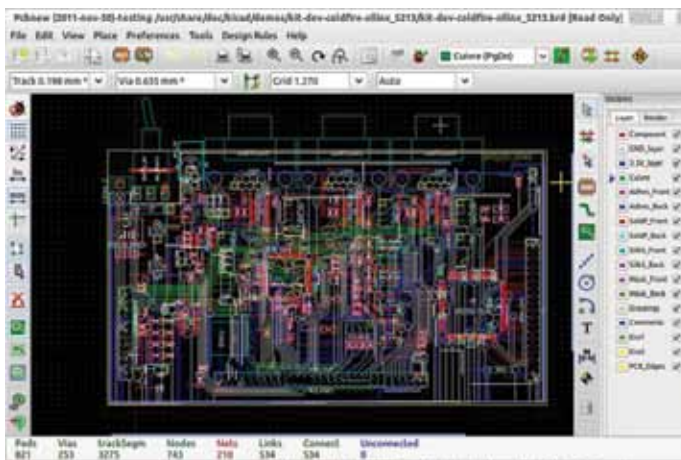 Pcbnew [2011-nov-30]-testing /usr/share/doc/kicad/demos/kit-dev-coldfire-xilinx_5213/kit-dev-coldfire-xilinx_5213.brd [Read Only]
File Edit View Place Preferences Tools Design Rules Help
Cuivre (PgDn)
Track 0.198 mm * Via 0.635 mm * Grid 1.270 Auto
Layer Render
Component
GND_layer
3.3V_layer
Cuivre
Adhes_Front
Adhes_Back
SoldP_Front
SoldP_Back
SilkS_Front
SilkS_Back
Mask_Front
Mask_Back
Drawings
Comments
Eco1
Eco2
PCB_Edges
Pads Vias trackSegm Nodes Nets Links Connect Unconnected
821 253 3275 743 210 534 534 0